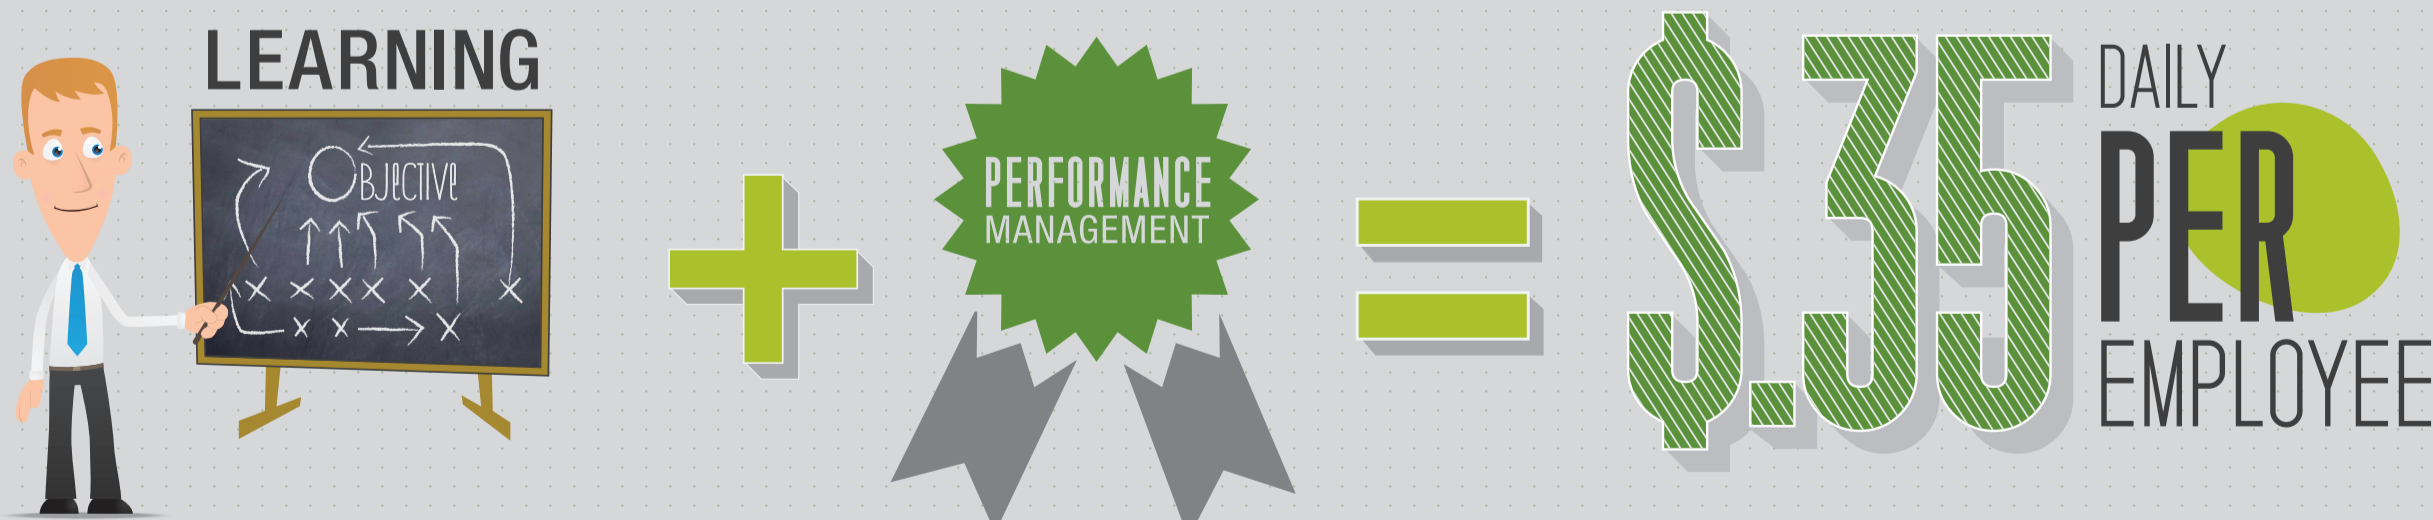 LEARNING
OBJECTIVE
PERFORMANCE
MANAGEMENT
$.35
DAILY
PER
EMPLOYEE